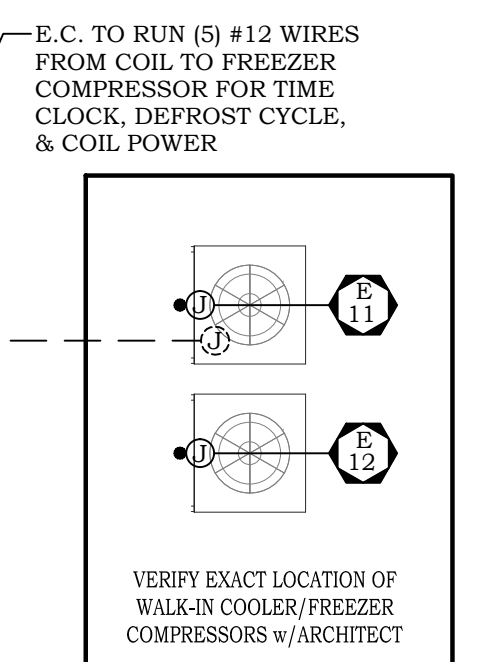 E.C. TO RUN (5) #12 WIRES
FROM COIL TO FREEZER
COMPRESSOR FOR TIME
CLOCK, DEFROST CYCLE,
& COIL POWER
J
E
11
J
J
E
12
VERIFY EXACT LOCATION OF
WALK-IN COOLER/FREEZER
COMPRESSORS w/ARCHITECT